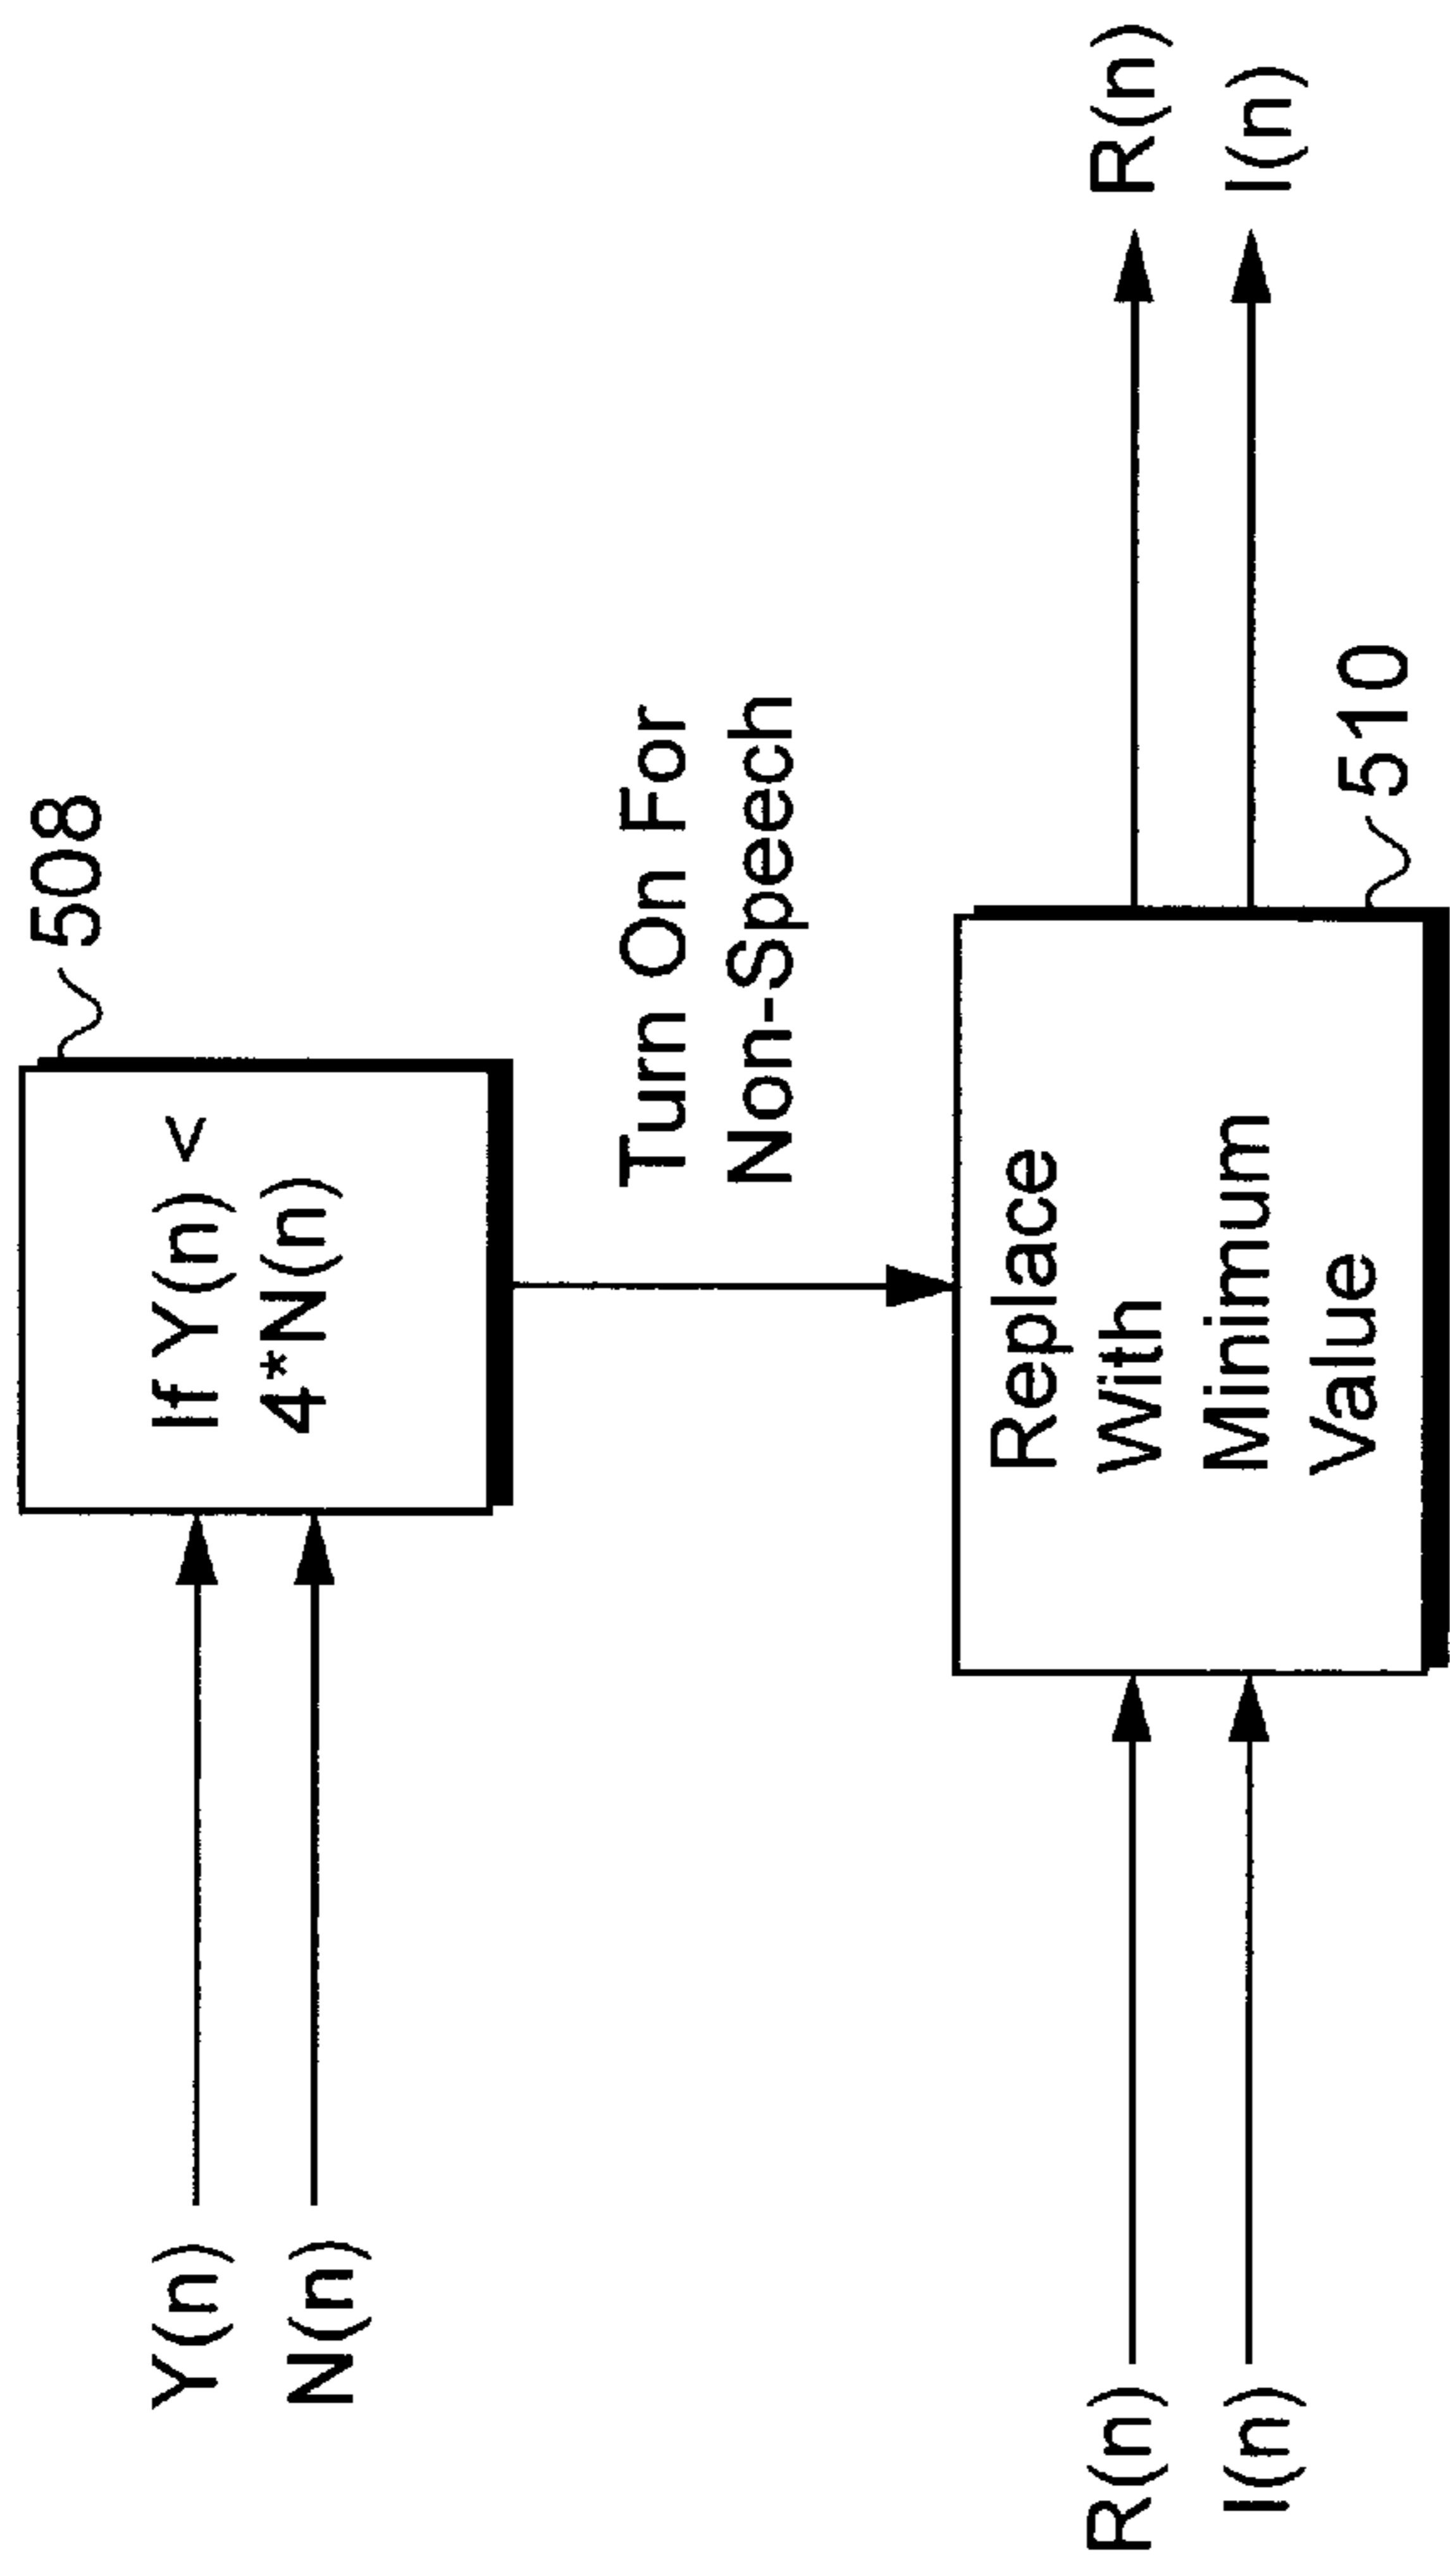 508
Y(n)
N(n)
If Y(n) <
4*N(n)
Turn On For
Non-Speech
R(n)
I(n)
Replace
With
Minimum
Value
R(n)
I(n)
510